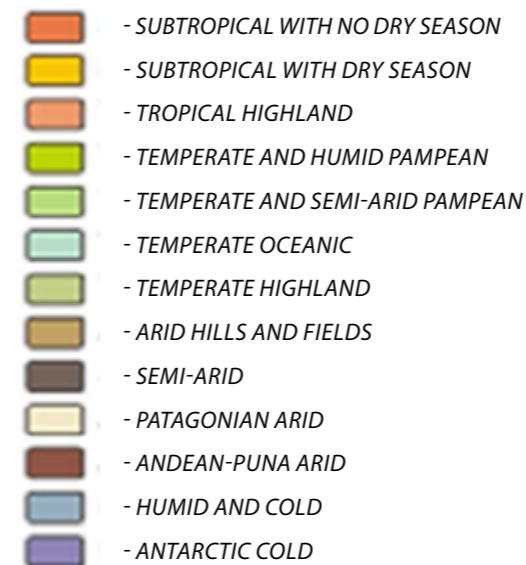 - SUBTROPICAL WITH NO DRY SEASON
- SUBTROPICAL WITH DRY SEASON
- TROPICAL HIGHLAND
- TEMPERATE AND HUMID PAMPEAN
- TEMPERATE AND SEMI-ARID PAMPEAN
- TEMPERATE OCEANIC
- TEMPERATE HIGHLAND
- ARID HILLS AND FIELDS
- SEMI-ARID
- PATAGONIAN ARID
- ANDEAN-PUNA ARID
- HUMID AND COLD
- ANTARCTIC COLD